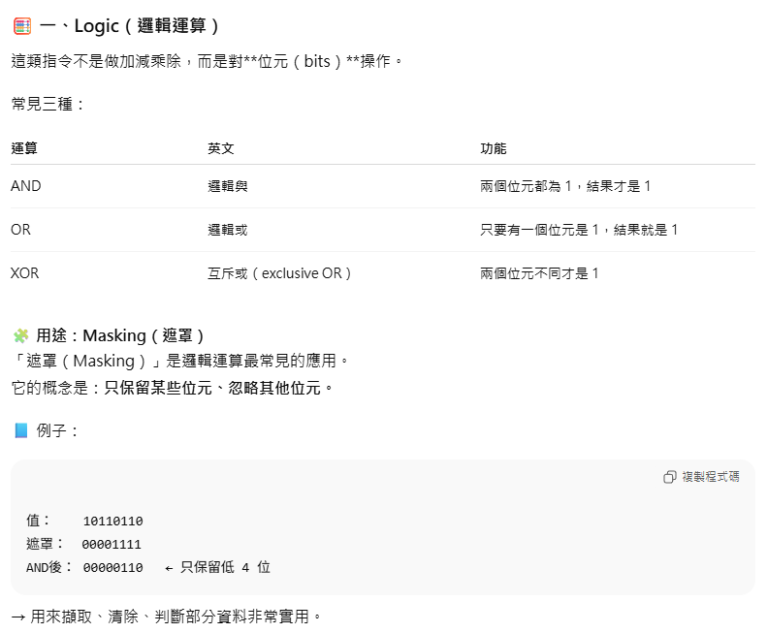 🧮 一、Logic（邏輯運算）
這類指令不是做加減乘除，而是對**位元（bits）**操作。
常見三種：
運算 英文 功能
AND 邏輯與 兩個位元都為 1，結果才是 1
OR 邏輯或 只要有一個位元是 1，結果就是 1
XOR 互斥或（exclusive OR） 兩個位元不同才是 1
🧩 用途：Masking（遮罩）
「遮罩（Masking）」是邏輯運算最常見的應用。
它的概念是：只保留某些位元、忽略其他位元。
📘 例子：
複製程式碼
值： 10110110
遮罩： 00001111
AND後： 00000110 ← 只保留低 4 位
→ 用來擷取、清除、判斷部分資料非常實用。